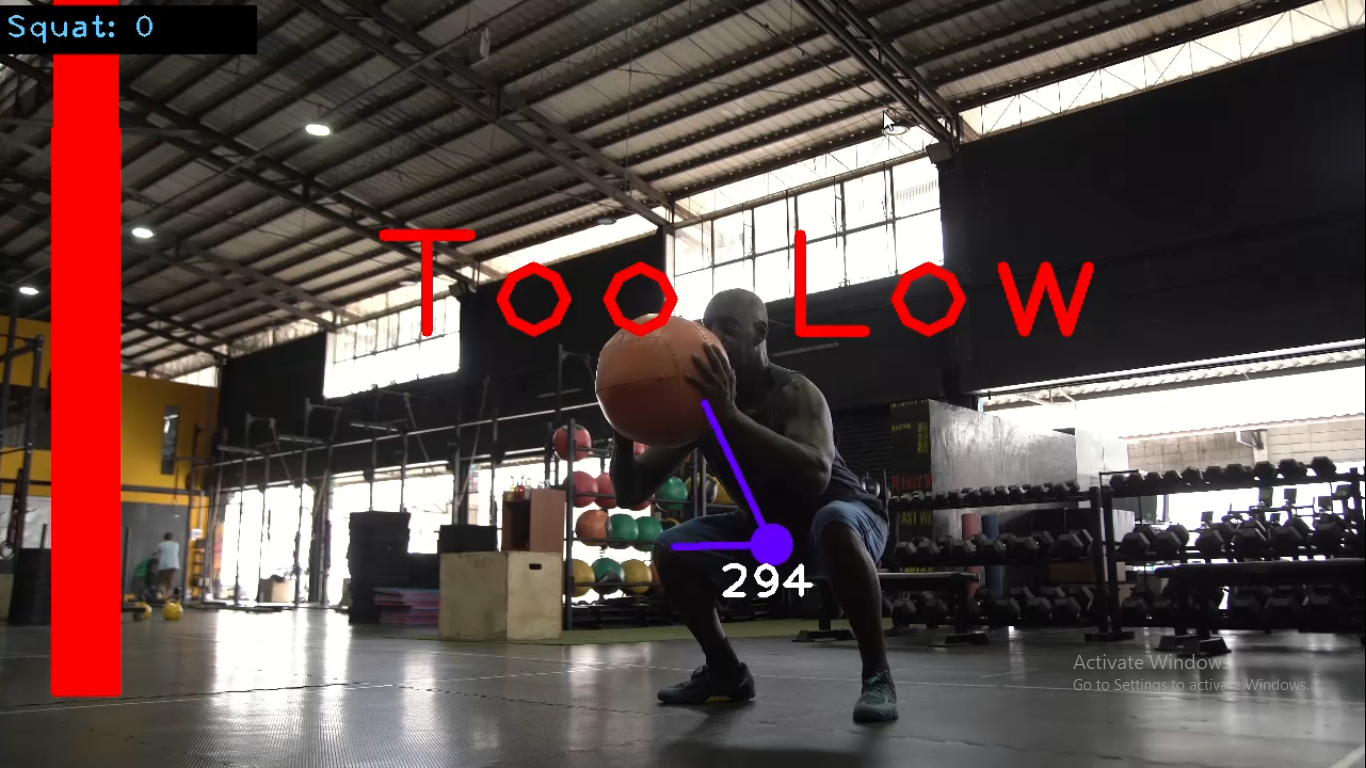 Squat: 0
Too Low
294
Activate Windows
Go to Settings to activate Windows.